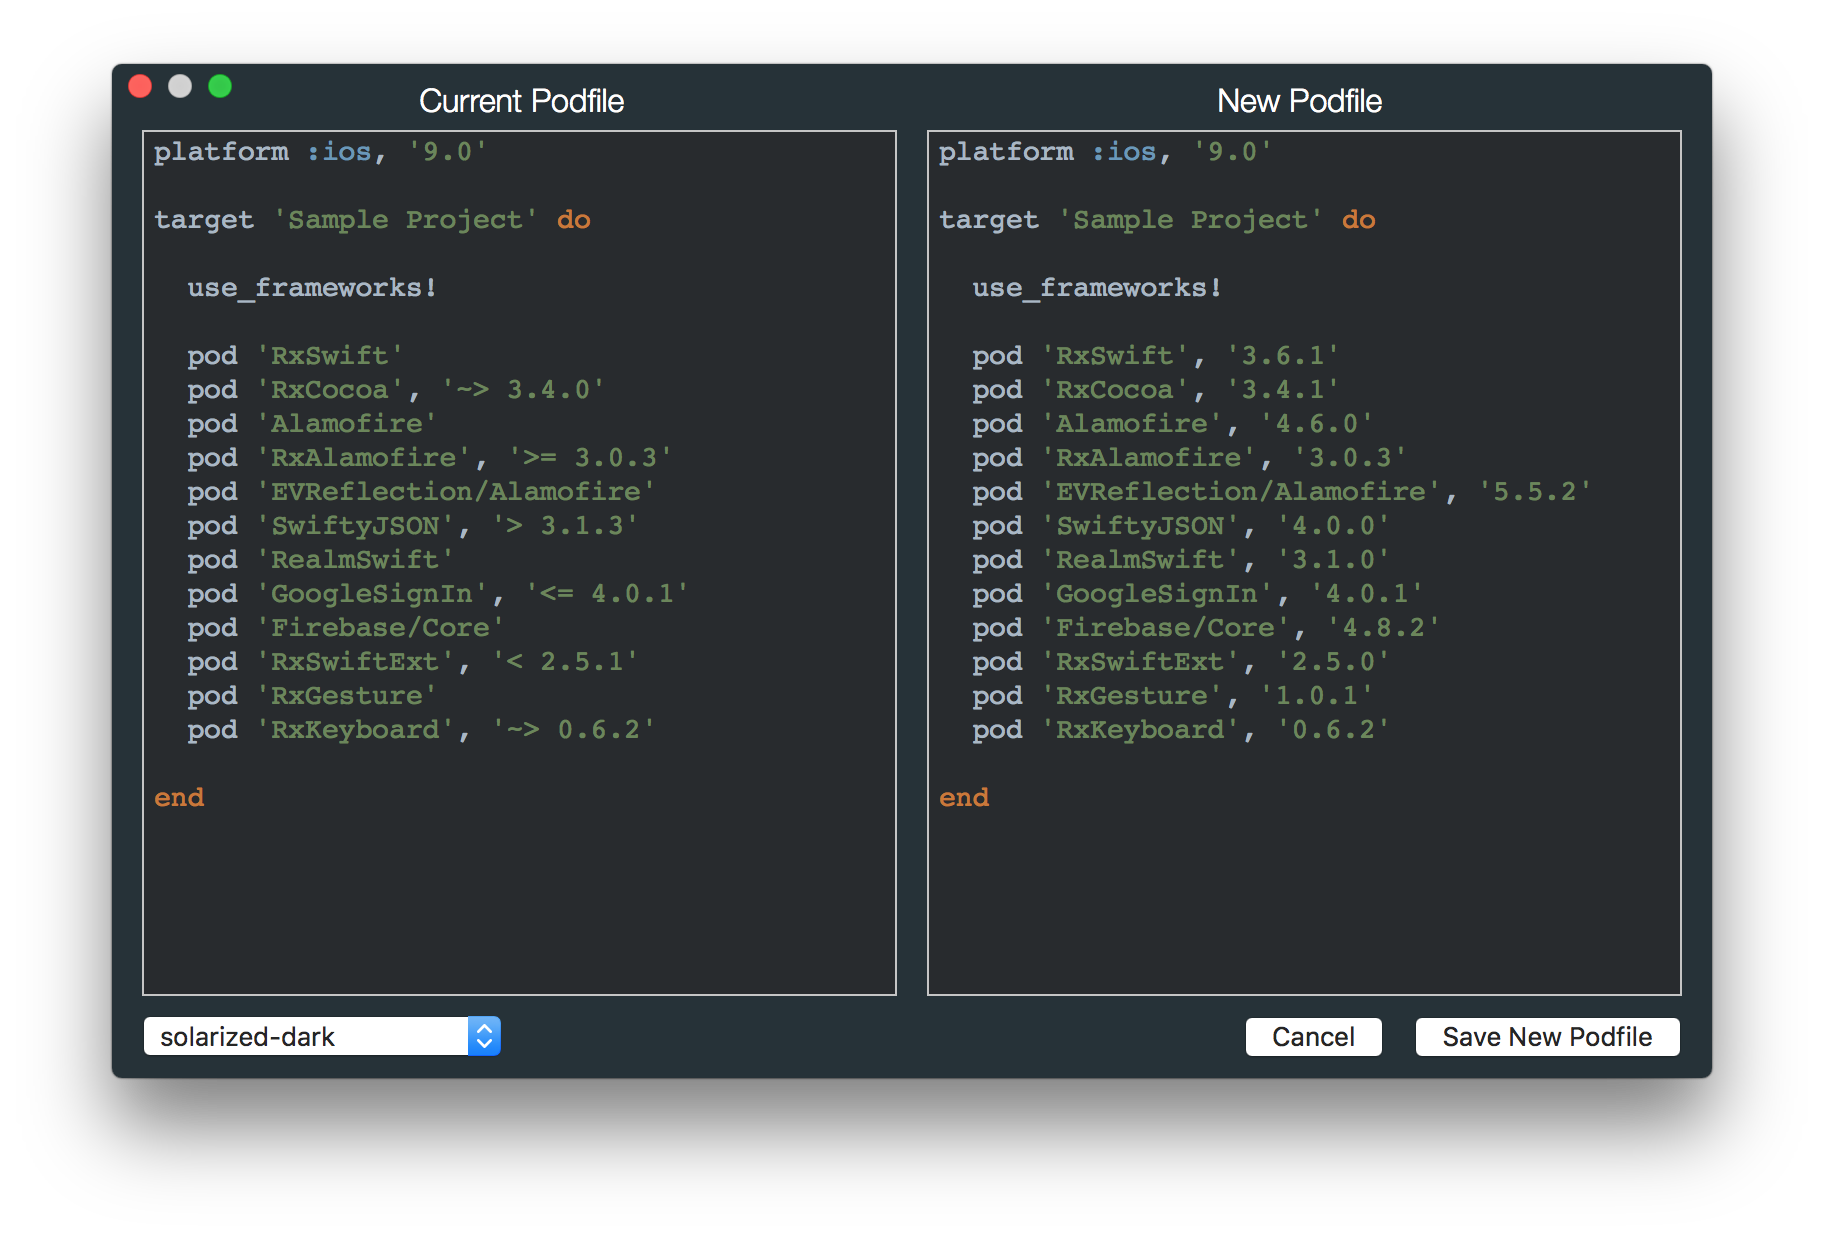 Current Podfile
platform :ios, '9.0'
target 'Sample Project' do
use_frameworks!
pod 'RxSwift'
pod 'RxCocoa', '~> 3.4.0'
pod 'Alamofire'
pod 'RxAlamofire', '>= 3.0.3'
pod 'EVReflection/Alamofire'
pod 'SwiftyJSON', '> 3.1.3'
pod 'RealmSwift'
pod 'GoogleSignIn', '<= 4.0.1'
pod 'Firebase/Core'
pod 'RxSwiftExt', '< 2.5.1'
pod 'RxGesture'
pod 'RxKeyboard', '~> 0.6.2'
end
New Podfile
platform :ios, '9.0'
target 'Sample Project' do
use_frameworks!
pod 'RxSwift', '3.6.1'
pod 'RxCocoa', '3.4.1'
pod 'Alamofire', '4.6.0'
pod 'RxAlamofire', '3.0.3'
pod 'EVReflection/Alamofire', '5.5.2'
pod 'SwiftyJSON', '4.0.0'
pod 'RealmSwift', '3.1.0'
pod 'GoogleSignIn', '4.0.1'
pod 'Firebase/Core', '4.8.2'
pod 'RxSwiftExt', '2.5.0'
pod 'RxGesture', '1.0.1'
pod 'RxKeyboard', '0.6.2'
end
solarized-dark
Cancel
Save New Podfile